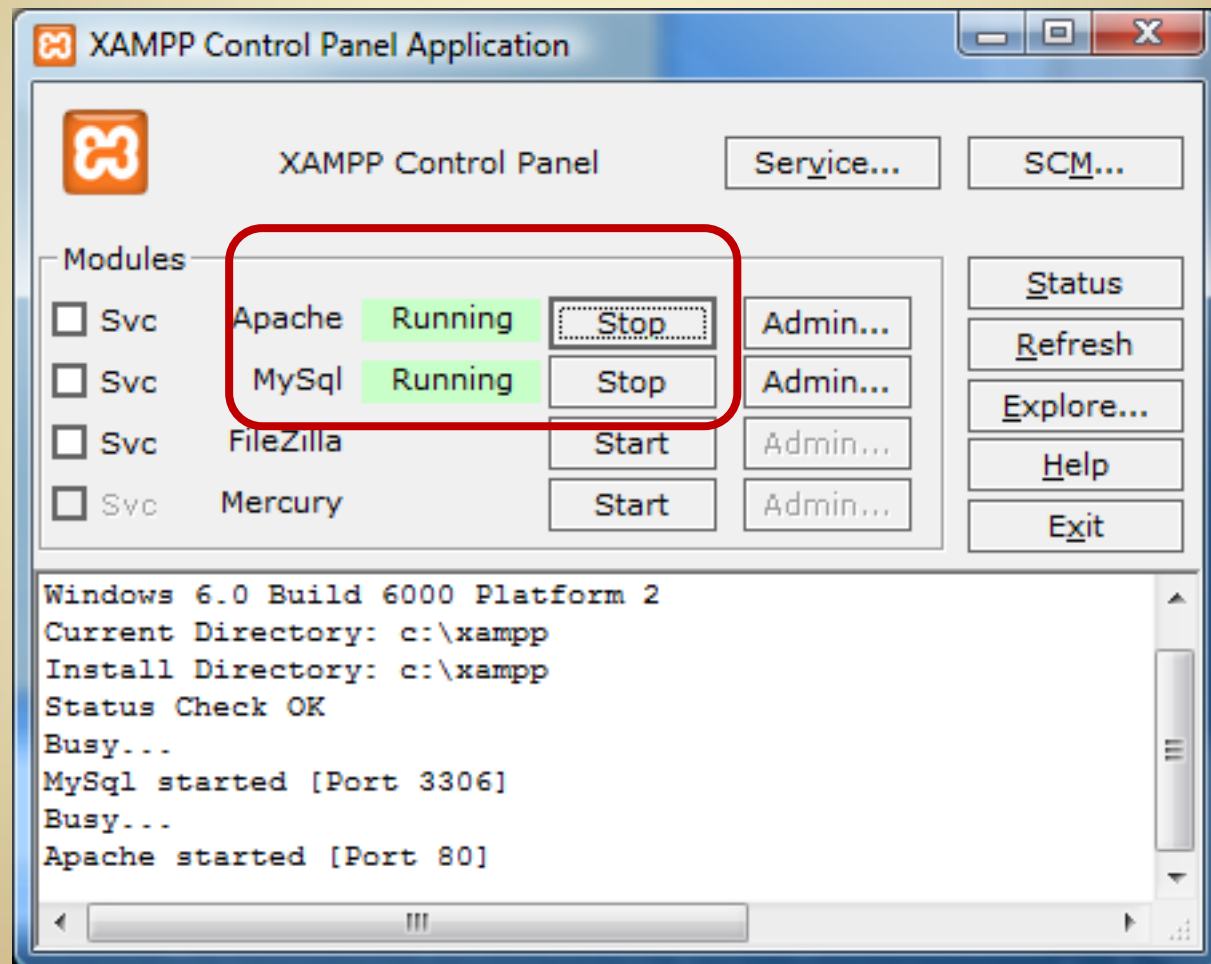 XAMPP Control Panel Application
XAMPP Control Panel
Service...
SCM...
Modules
Svc Apache Running Stop Admin...
Svc MySql Running Stop Admin...
Svc FileZilla Start Admin...
Svc Mercury Start Admin...
Status
Refresh
Explore...
Help
Exit
Windows 6.0 Build 6000 Platform 2
Current Directory: c:\xampp
Install Directory: c:\xampp
Status Check OK
Busy...
MySql started [Port 3306]
Busy...
Apache started [Port 80]